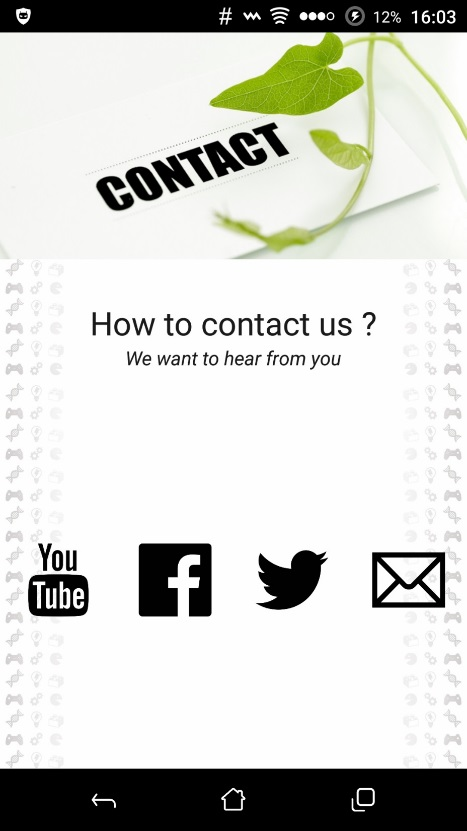 # 12% 16:03
CONTACT
How to contact us ?
We want to hear from you
You
Tube